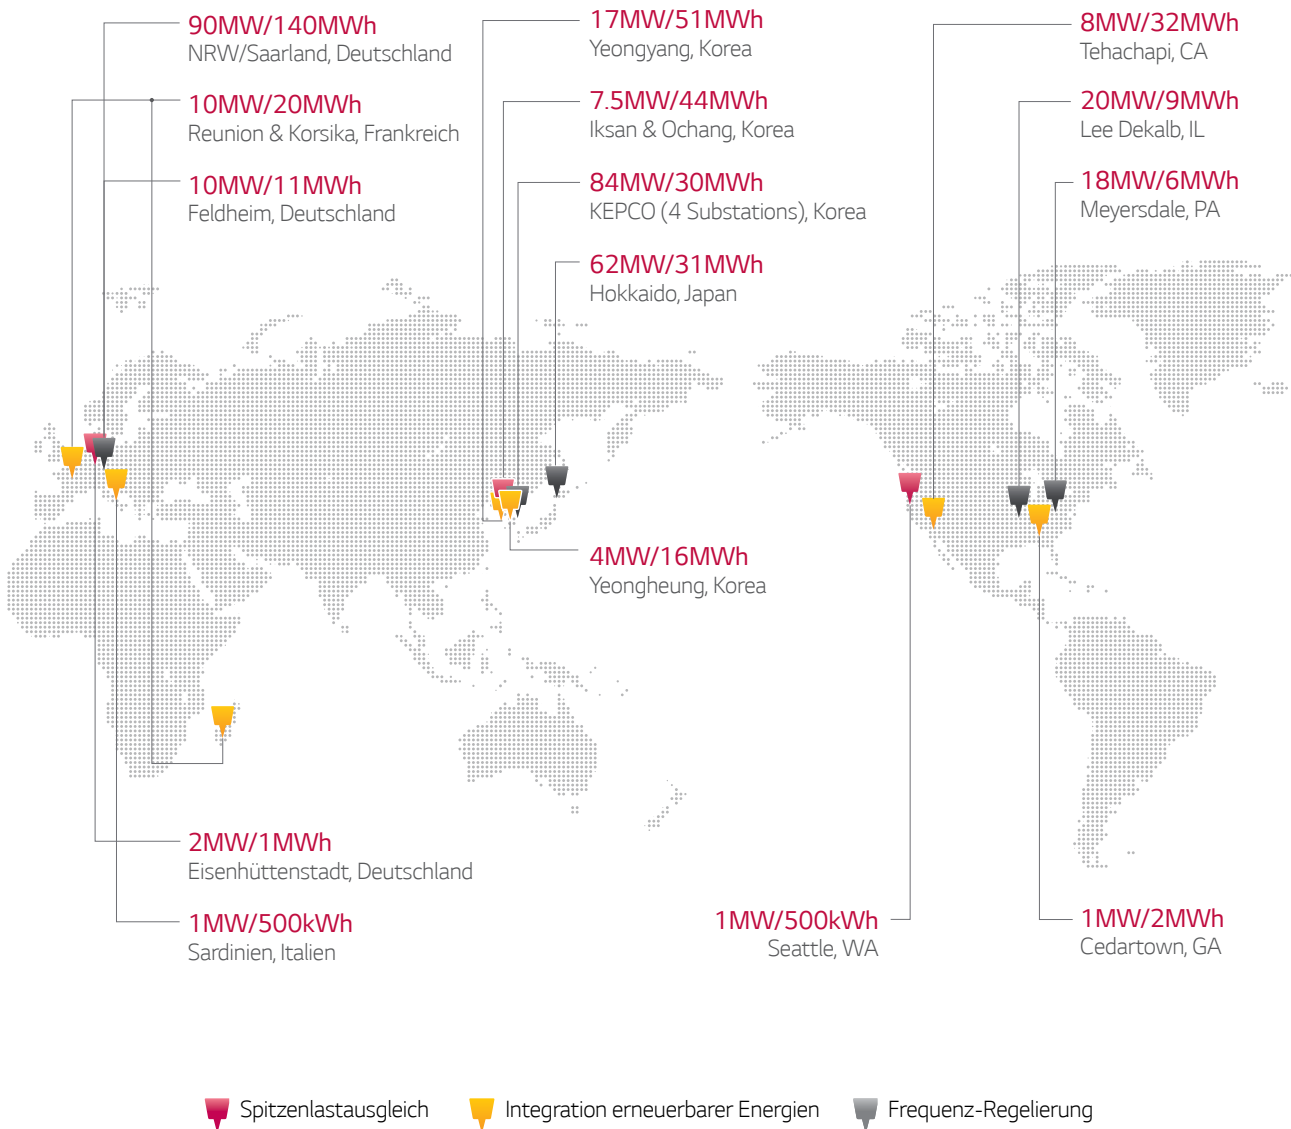 90MW/140MWh
NRW/Saarland, Deutschland
10MW/20MWh
Reunion & Korsika, Frankreich
10MW/11MWh
Feldheim, Deutschland
17MW/51MWh
Yeongyang, Korea
7.5MW/44MWh
Iksan & Ochang, Korea
84MW/30MWh
KEPCO (4 Substations), Korea
62MW/31MWh
Hokkaido, Japan
8MW/32MWh
Tehachapi, CA
20MW/9MWh
Lee Dekalb, IL
18MW/6MWh
Meyersdale, PA
4MW/16MWh
Yeongheung, Korea
2MW/1MWh
Eisenhüttenstadt, Deutschland
1MW/500kWh
Sardinien, Italien
1MW/500kWh
Seattle, WA
1MW/2MWh
Cedartown, GA
Spitzenlastausgleich
Integration erneuerbarer Energien
Frequenz-Regelierung